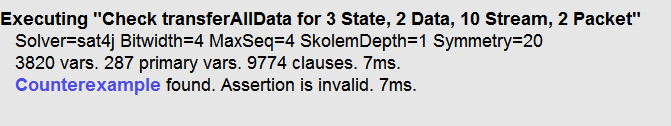 Executing "Check transferAllData for 3 State, 2 Data, 10 Stream, 2 Packet"
Solver=sat4j Bitwidth=4 MaxSeq=4 SkolemDepth=1 Symmetry=20
3820 vars. 287 primary vars. 9774 clauses. 7ms.
Counterexample found. Assertion is invalid. 7ms.